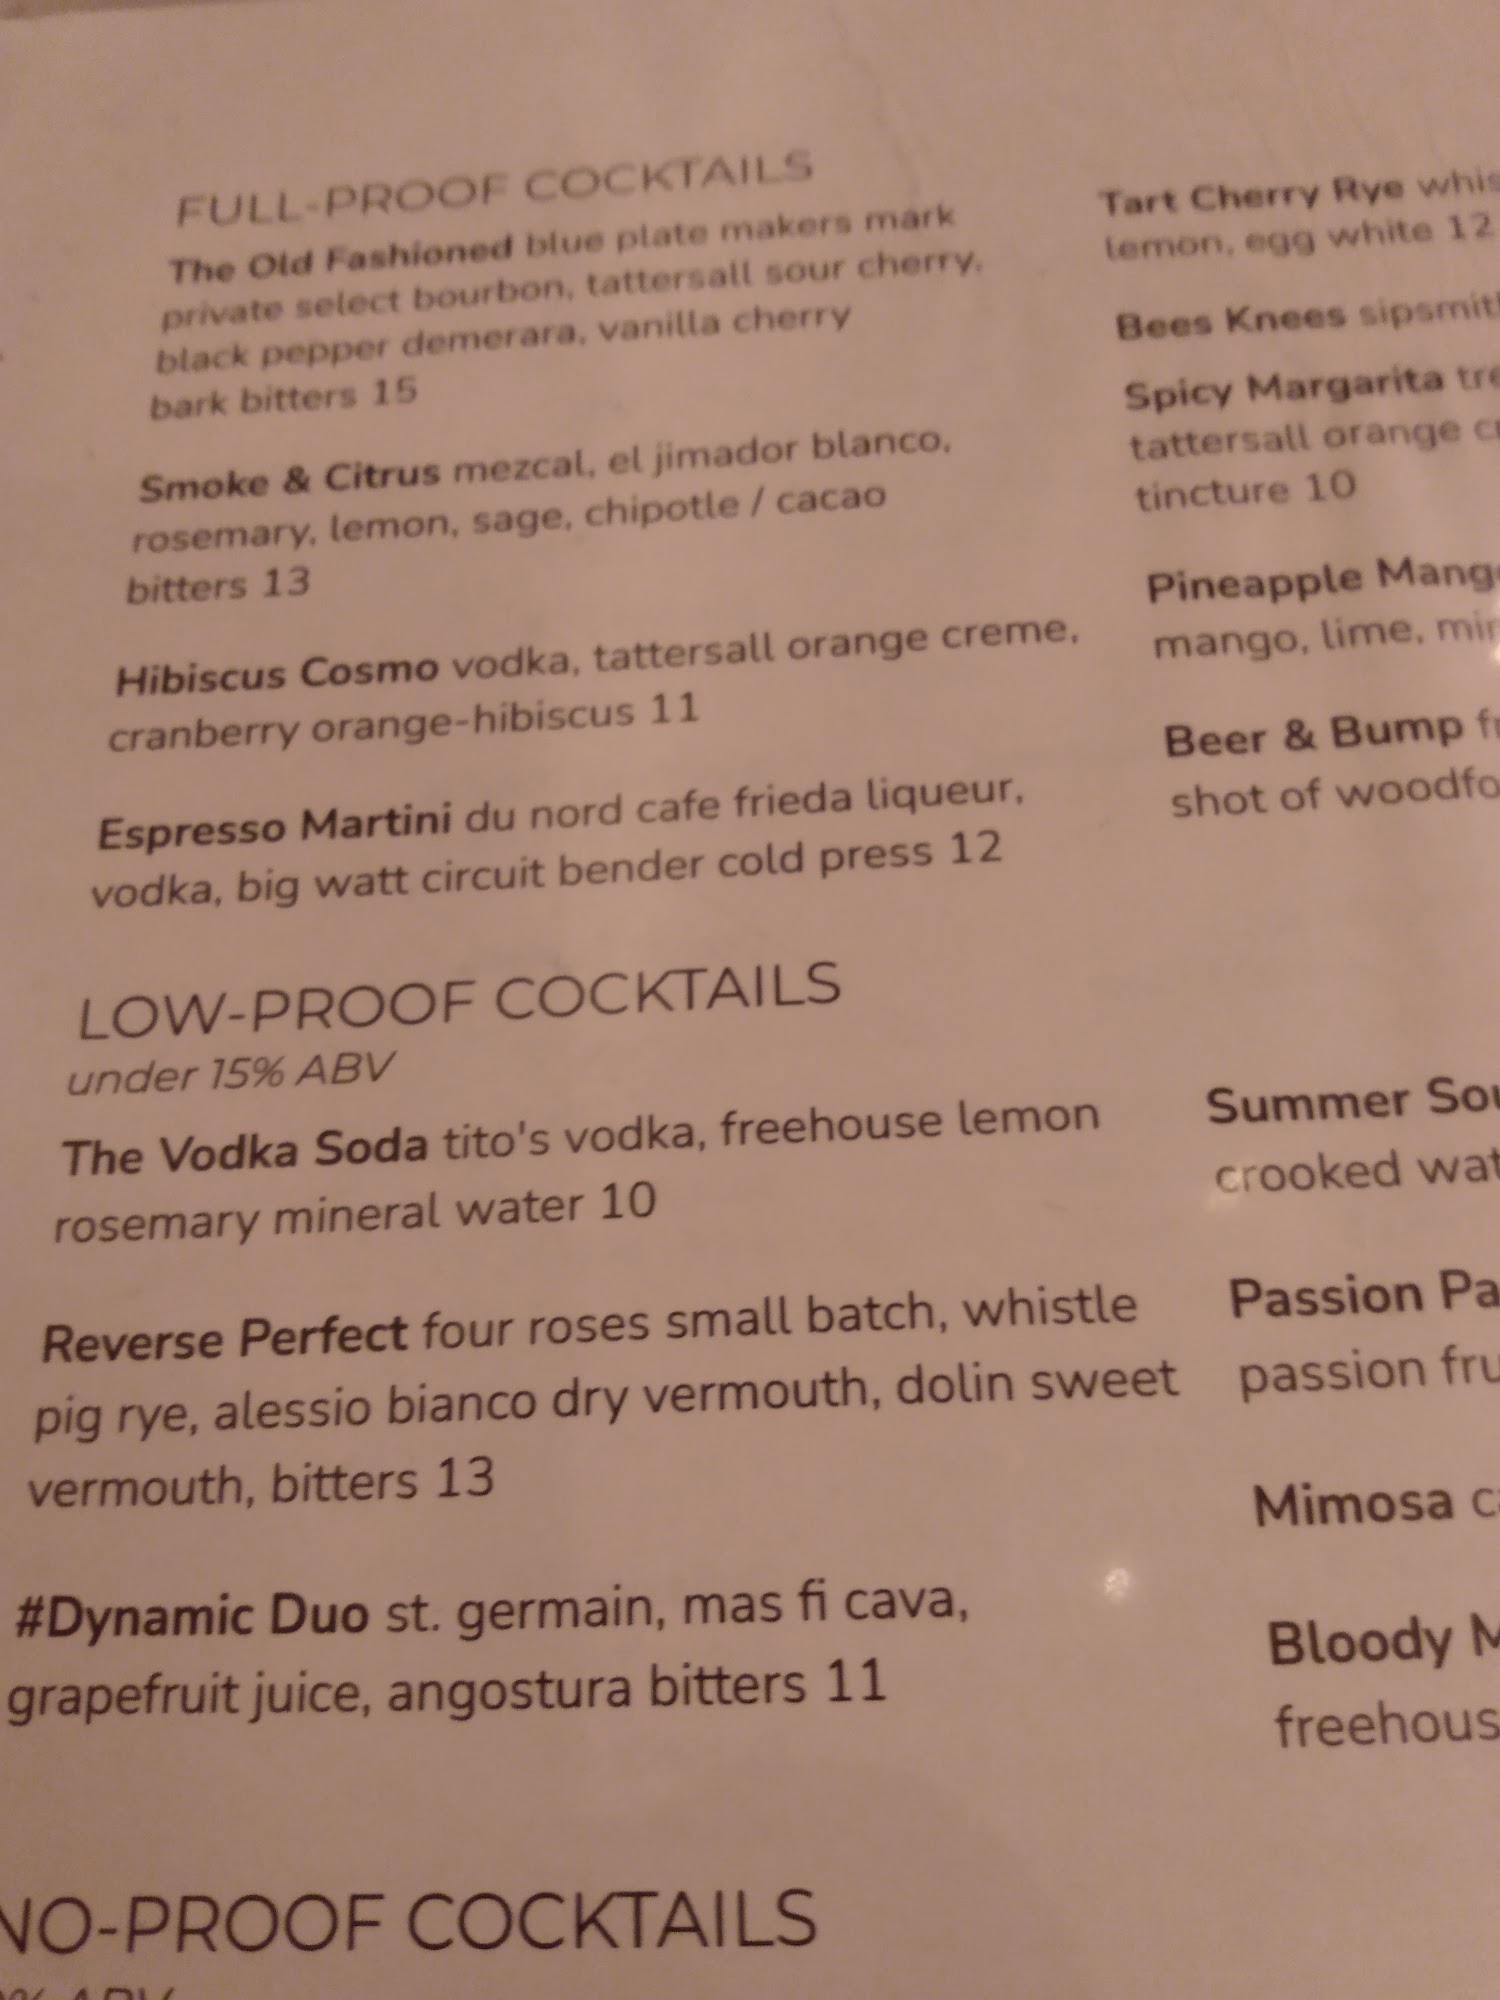 FULL-PROOF COCKTAILS
The Old Fashioned blue plate makers mark
private select bourbon, tattersall sour cherry,
black pepper demerara, vanilla cherry
bark bitters 15
Smoke & Citrus mezcal, el jimador blanco,
rosemary, lemon, sage, chipotle / cacao
bitters 13
Hibiscus Cosmo vodka, tattersall orange creme,
cranberry orange-hibiscus 11
Espresso Martini du nord cafe frieda liqueur,
vodka, big watt circuit bender cold press 12
Tart Cherry Rye
lemon, egg white 12
Bees Knees
Spicy Margarita
tattersall orange
tincture 10
Pineapple
mango, lime,
Beer & Bump
shot of
LOW-PROOF COCKTAILS
under 15% ABV
The Vodka Soda tito's vodka, freehouse lemon
rosemary mineral water 10
Reverse Perfect four roses small batch, whistle
pig rye, alessio bianco dry vermouth, dolin sweet
vermouth, bitters 13
#Dynamic Duo st. germain, mas fi cava,
grapefruit juice, angostura bitters 11
Summer
crooked
Passion
passion
Mimosa
Bloody
NO-PROOF COCKTAILS